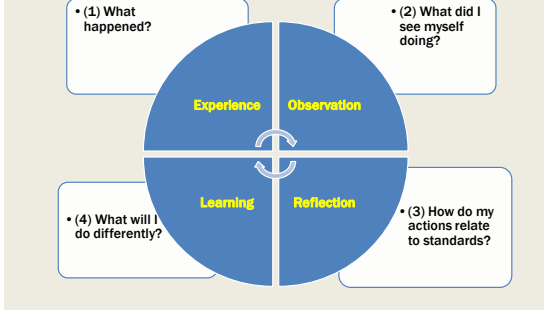 • (1) What
happened?
• (2) What did I
see myself
doing?
Experience
Observation
Learning
Reflection
• (4) What will I
do differently?
• (3) How do my
actions relate
to standards?